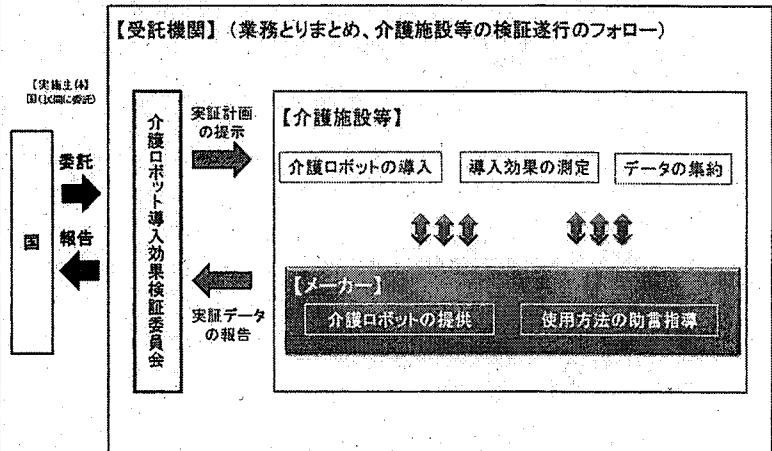 【受託機関】（業務とりまとめ、介護施設等の検証遂行のフォロー）
【実施主体】
国（民間に委託）
国
委託
報告
介護ロボット導入効果検証委員会
実証計画
の提示
実証データ
の報告
【介護施設等】
介護ロボットの導入
導入効果の測定
データの集約
【メーカー】
介護ロボットの提供
使用方法の助言指導